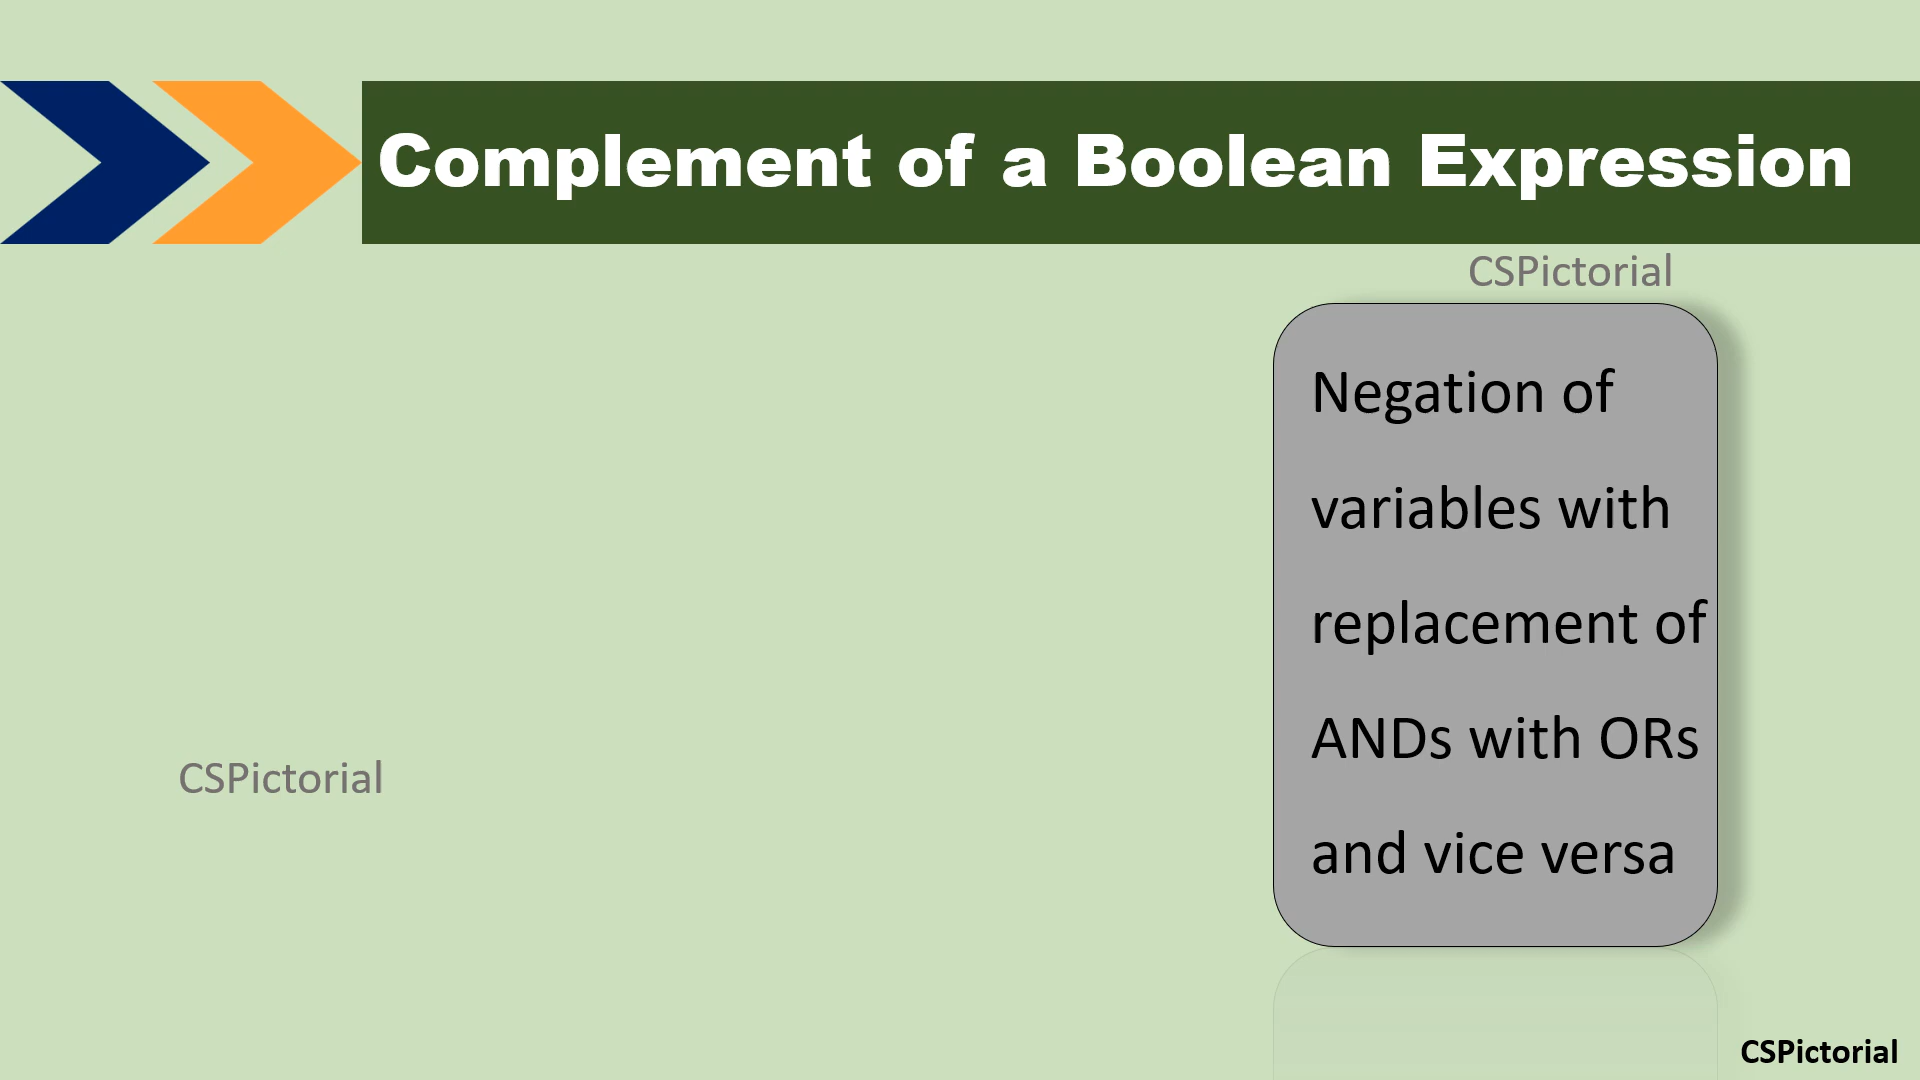 Complement of a Boolean Expression
CSPictorial
Negation of
variables with
replacement of
ANDs with ORs
and vice versa
CSPictorial
CSPictorial